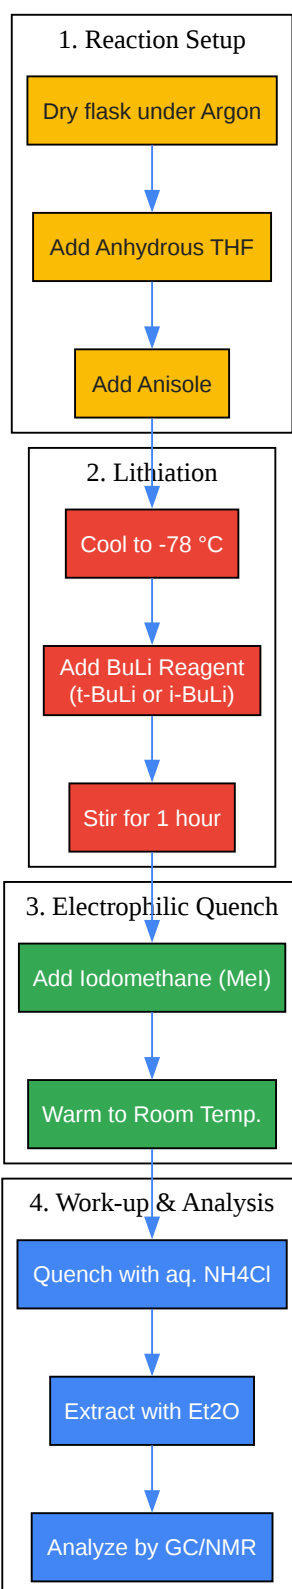 1. Reaction Setup
Dry flask under Argon
Add Anhydrous THF
Add Anisole
2. Lithiation
Cool to -78 °C
Add BuLi Reagent
(t-BuLi or i-BuLi)
Stir for 1 hour
3. Electrophilic Quench
Add Iodomethane (MeI)
Warm to Room Temp.
4. Work-up & Analysis
Quench with aq. NH4Cl
Extract with Et2O
Analyze by GC/NMR